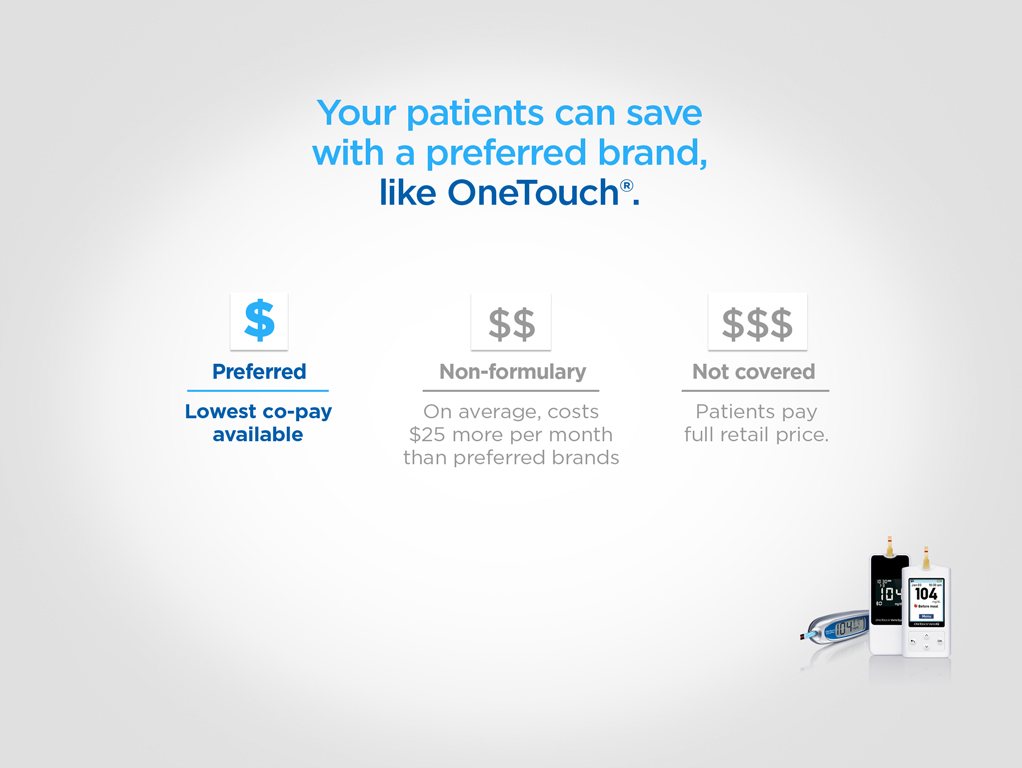 Your patients can save
with a preferred brand,
like OneTouch®.
$
Preferred
Lowest co-pay
available
$$
Non-formulary
On average, costs
$25 more per month
than preferred brands
$$$
Not covered
Patients pay
full retail price.
104
104
104
mg/dL
Before meal